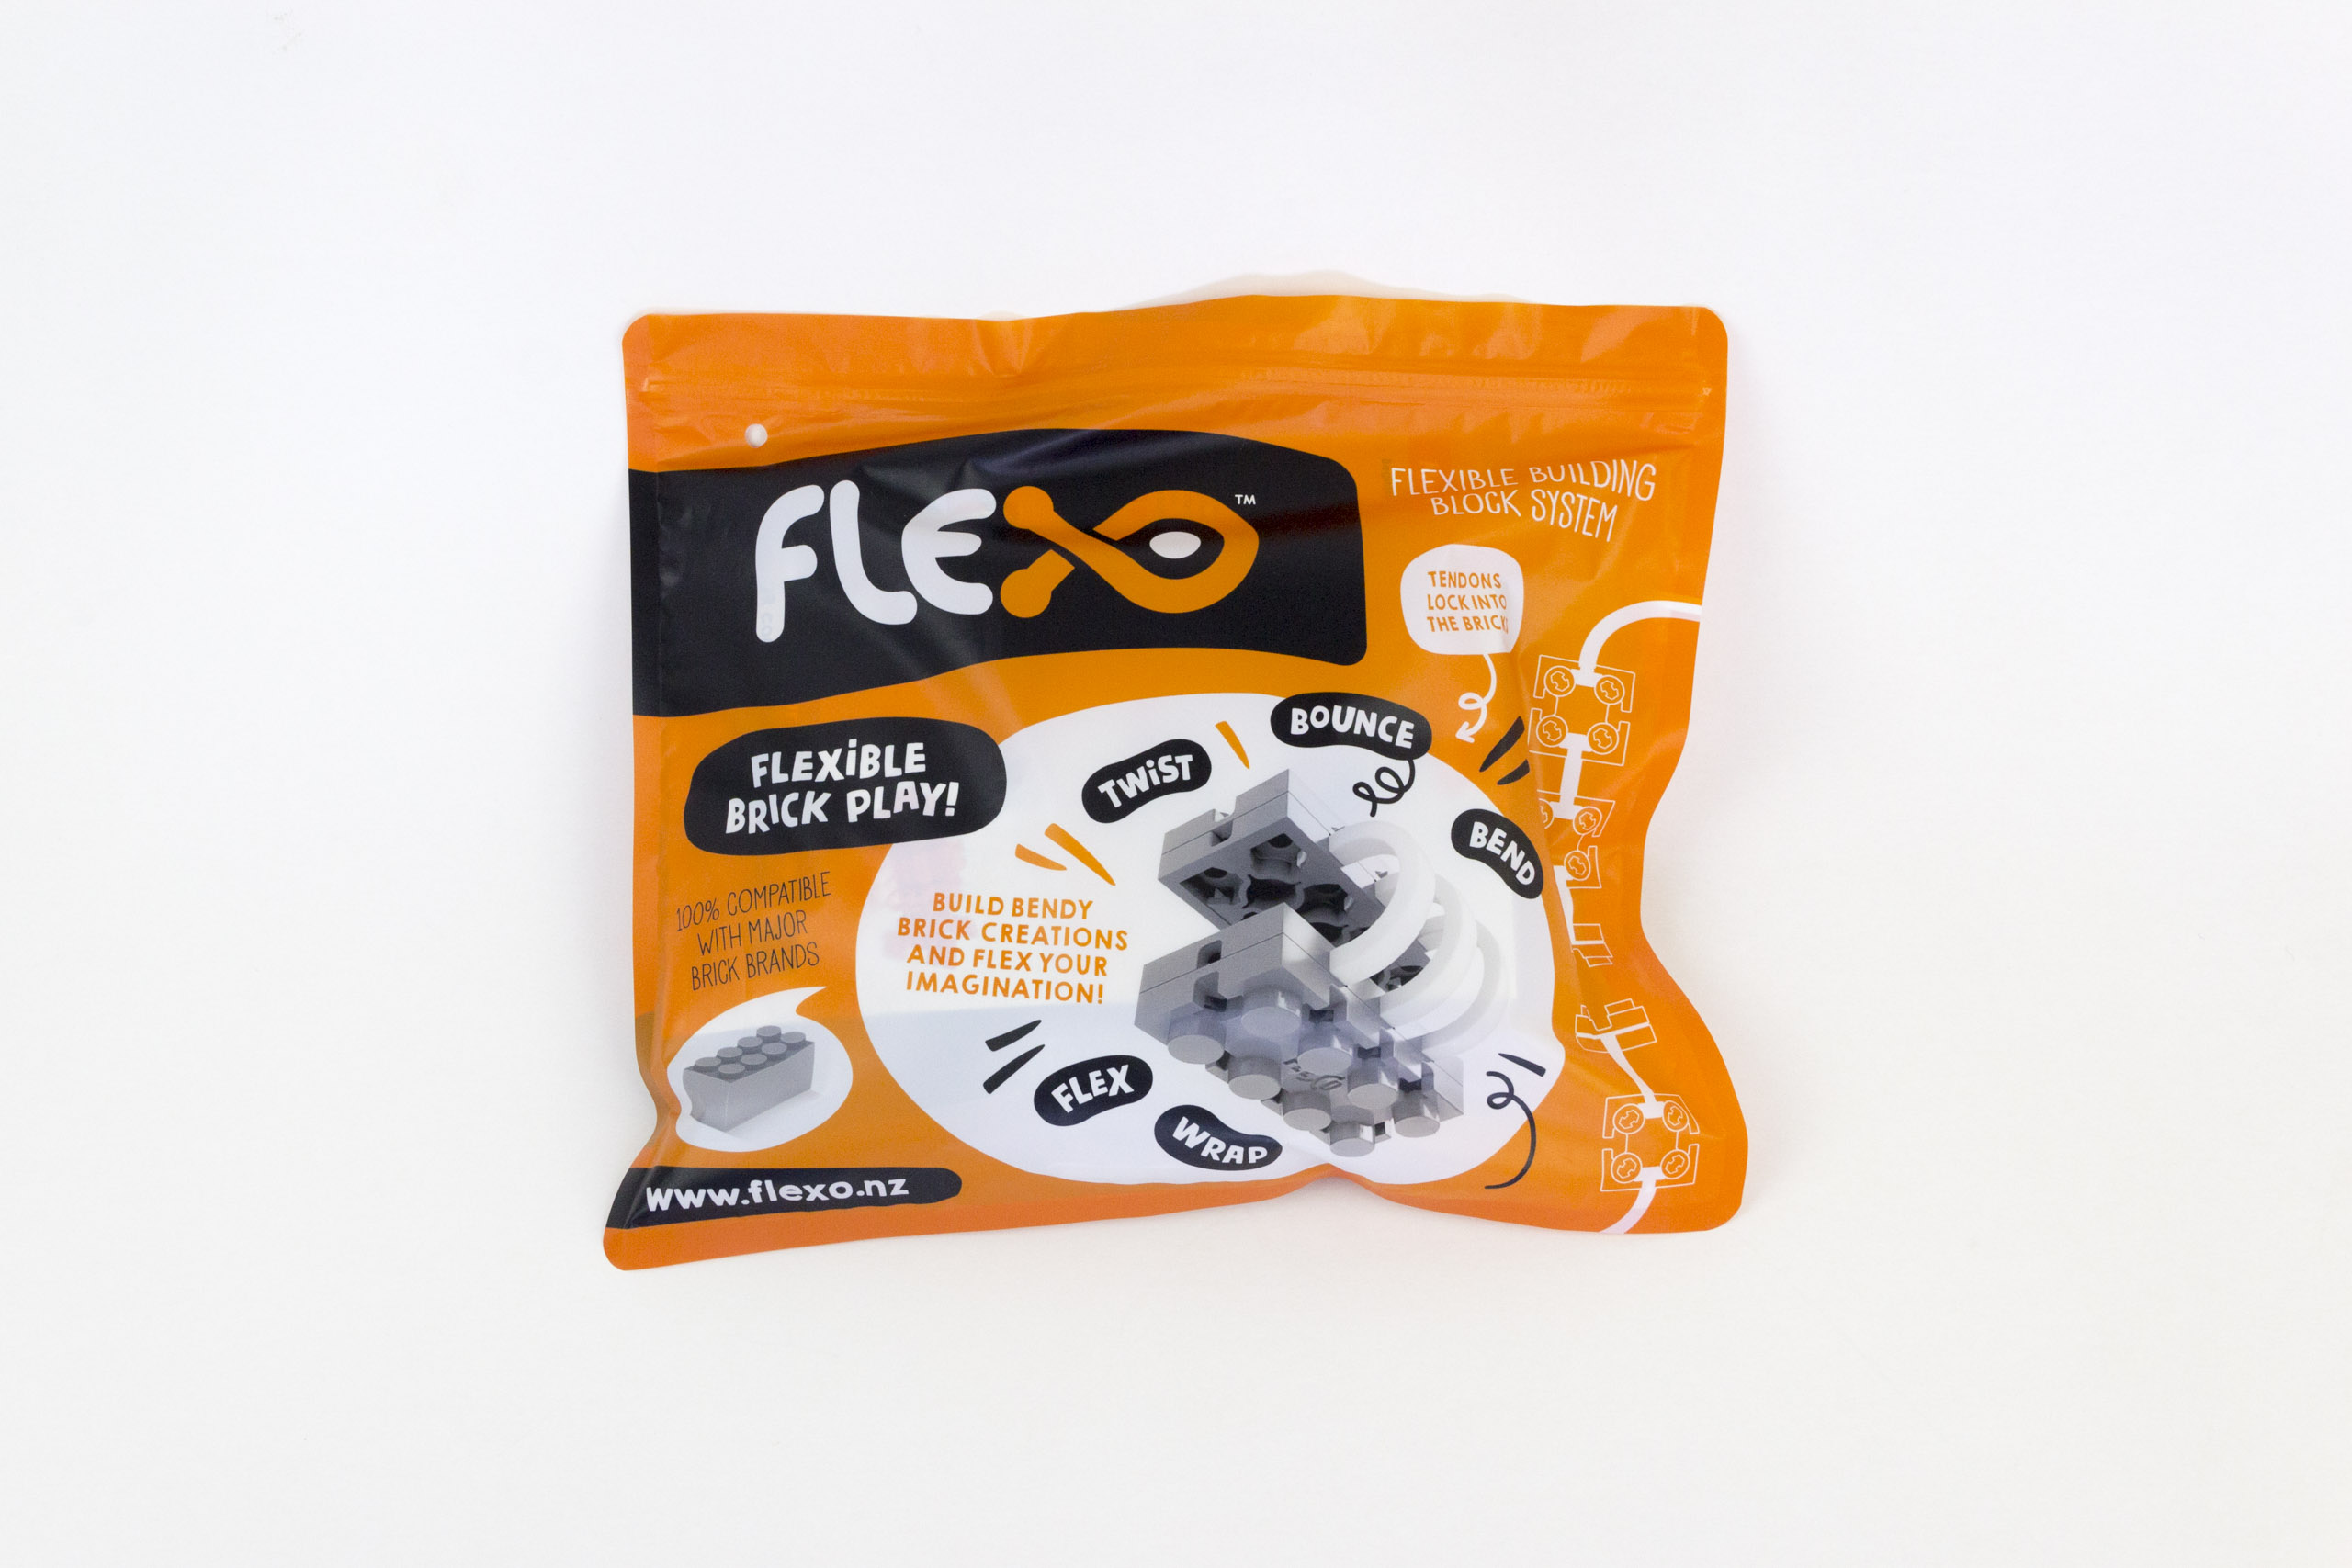 FLEXO™
FLEXIBLE BUILDING
BLOCK SYSTEM
TENDONS
LOCK INTO
THE BRICK
FLEXiBLE
BRICK PLAY!
TWiST
BOUNCE
BEND
100% COMPATIBLE
WITH MAJOR
BRICK BRANDS
BUILD BENDY
BRICK CREATIONS
AND FLEX YOUR
IMAGINATION!
FLEX
WRAP
www.flexo.nz